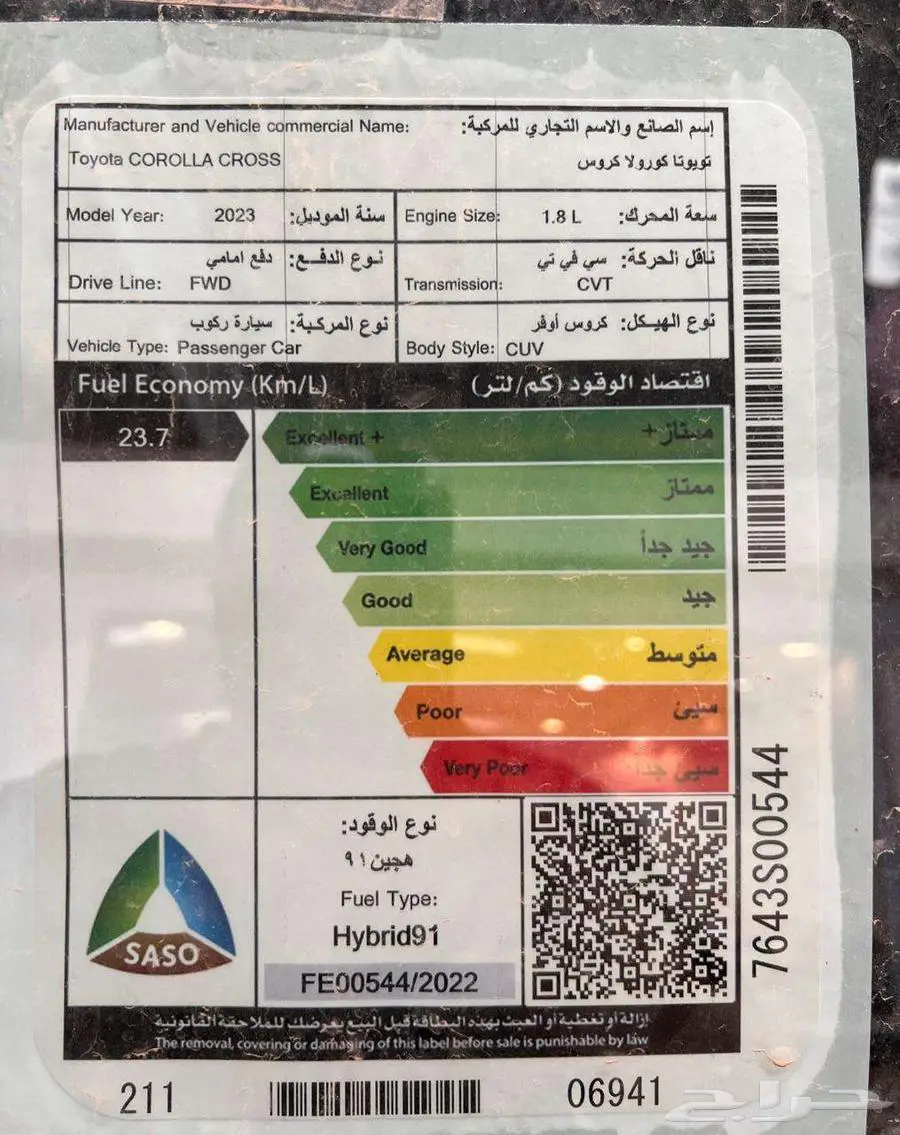 Manufacturer and Vehicle commercial Name: إسم الصانع والاسم التجاري للمركبة:
Toyota COROLLA CROSS تويوتا كورولا كروس
Model Year: 2023 سنة الموديل: Engine Size: 1.8 L سعة المحرك:
نوع الدفع: دفع امامي ناقل الحركة: سي في تي
Drive Line: FWD Transmission: CVT
نوع المركبة: سيارة ركوب نوع الهيكل: كروس أوفر
Vehicle Type: Passenger Car Body Style: CUV
Fuel Economy (Km/L) اقتصاد الوقود (كم/لتر)
23.7 Excellent + ممتاز+
Excellent ممتاز
Very Good جيد جداً
Good جيد
Average متوسط
Poor سيئ
Very Poor سيئ جداً
نوع الوقود:
هجين ٩١
Fuel Type:
Hybrid91
FE00544/2022
SASO
7643S00544
إزالة أو تغطية أو العبث بهذه البطاقة قبل البيع يعرضك للملاحقة القانونية
The removal, covering or damaging of this label before sale is punishable by law
211 06941
حراج